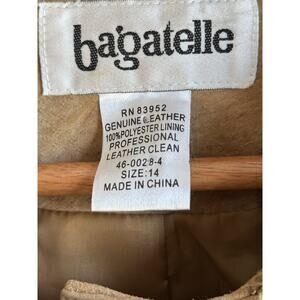 bagatelle
RN 83952
GENUINE LEATHER
100%POLYESTER LINING
PROFESSIONAL
LEATHER CLEAN
46-0028-4
SIZE:14
MADE IN CHINA